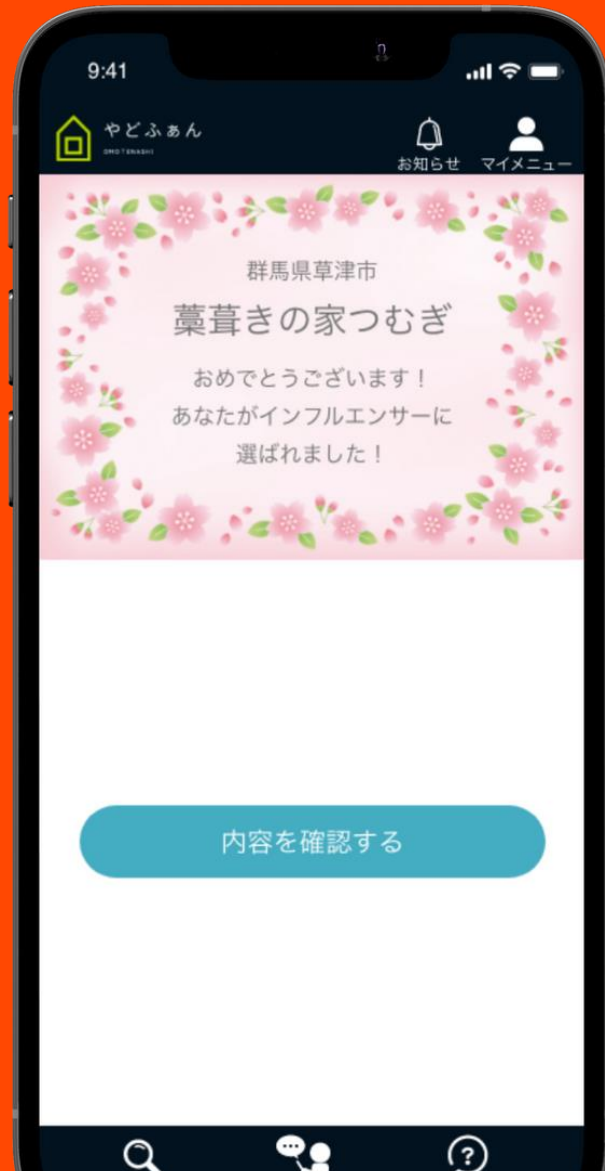 9:41
やどふぁん
OMOTENASHI
お知らせ
マイメニュー
群馬県草津市
藁葺きの家つむぎ
おめでとうございます！
あなたがインフルエンサーに
選ばれました！
内容を確認する